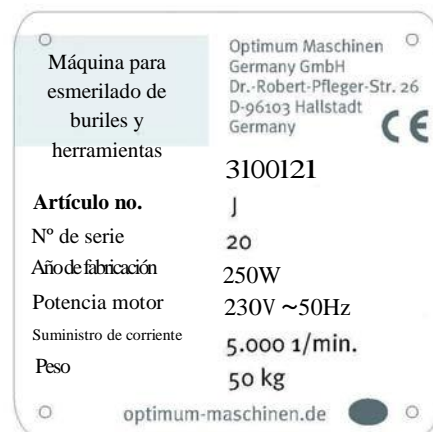 Máquina para
esmerilado de
buriles y
herramientas
Optimum Maschinen
Germany GmbH
Dr.-Robert-Pfleger-Str. 26
D-96103 Hallstadt
Germany
CE
3100121
Artículo no.
J
Nº de serie
20
Año de fabricación
250W
Potencia motor
230V ~50Hz
Suministro de corriente
5.000 1/min.
Peso
50 kg
optimum-maschinen.de